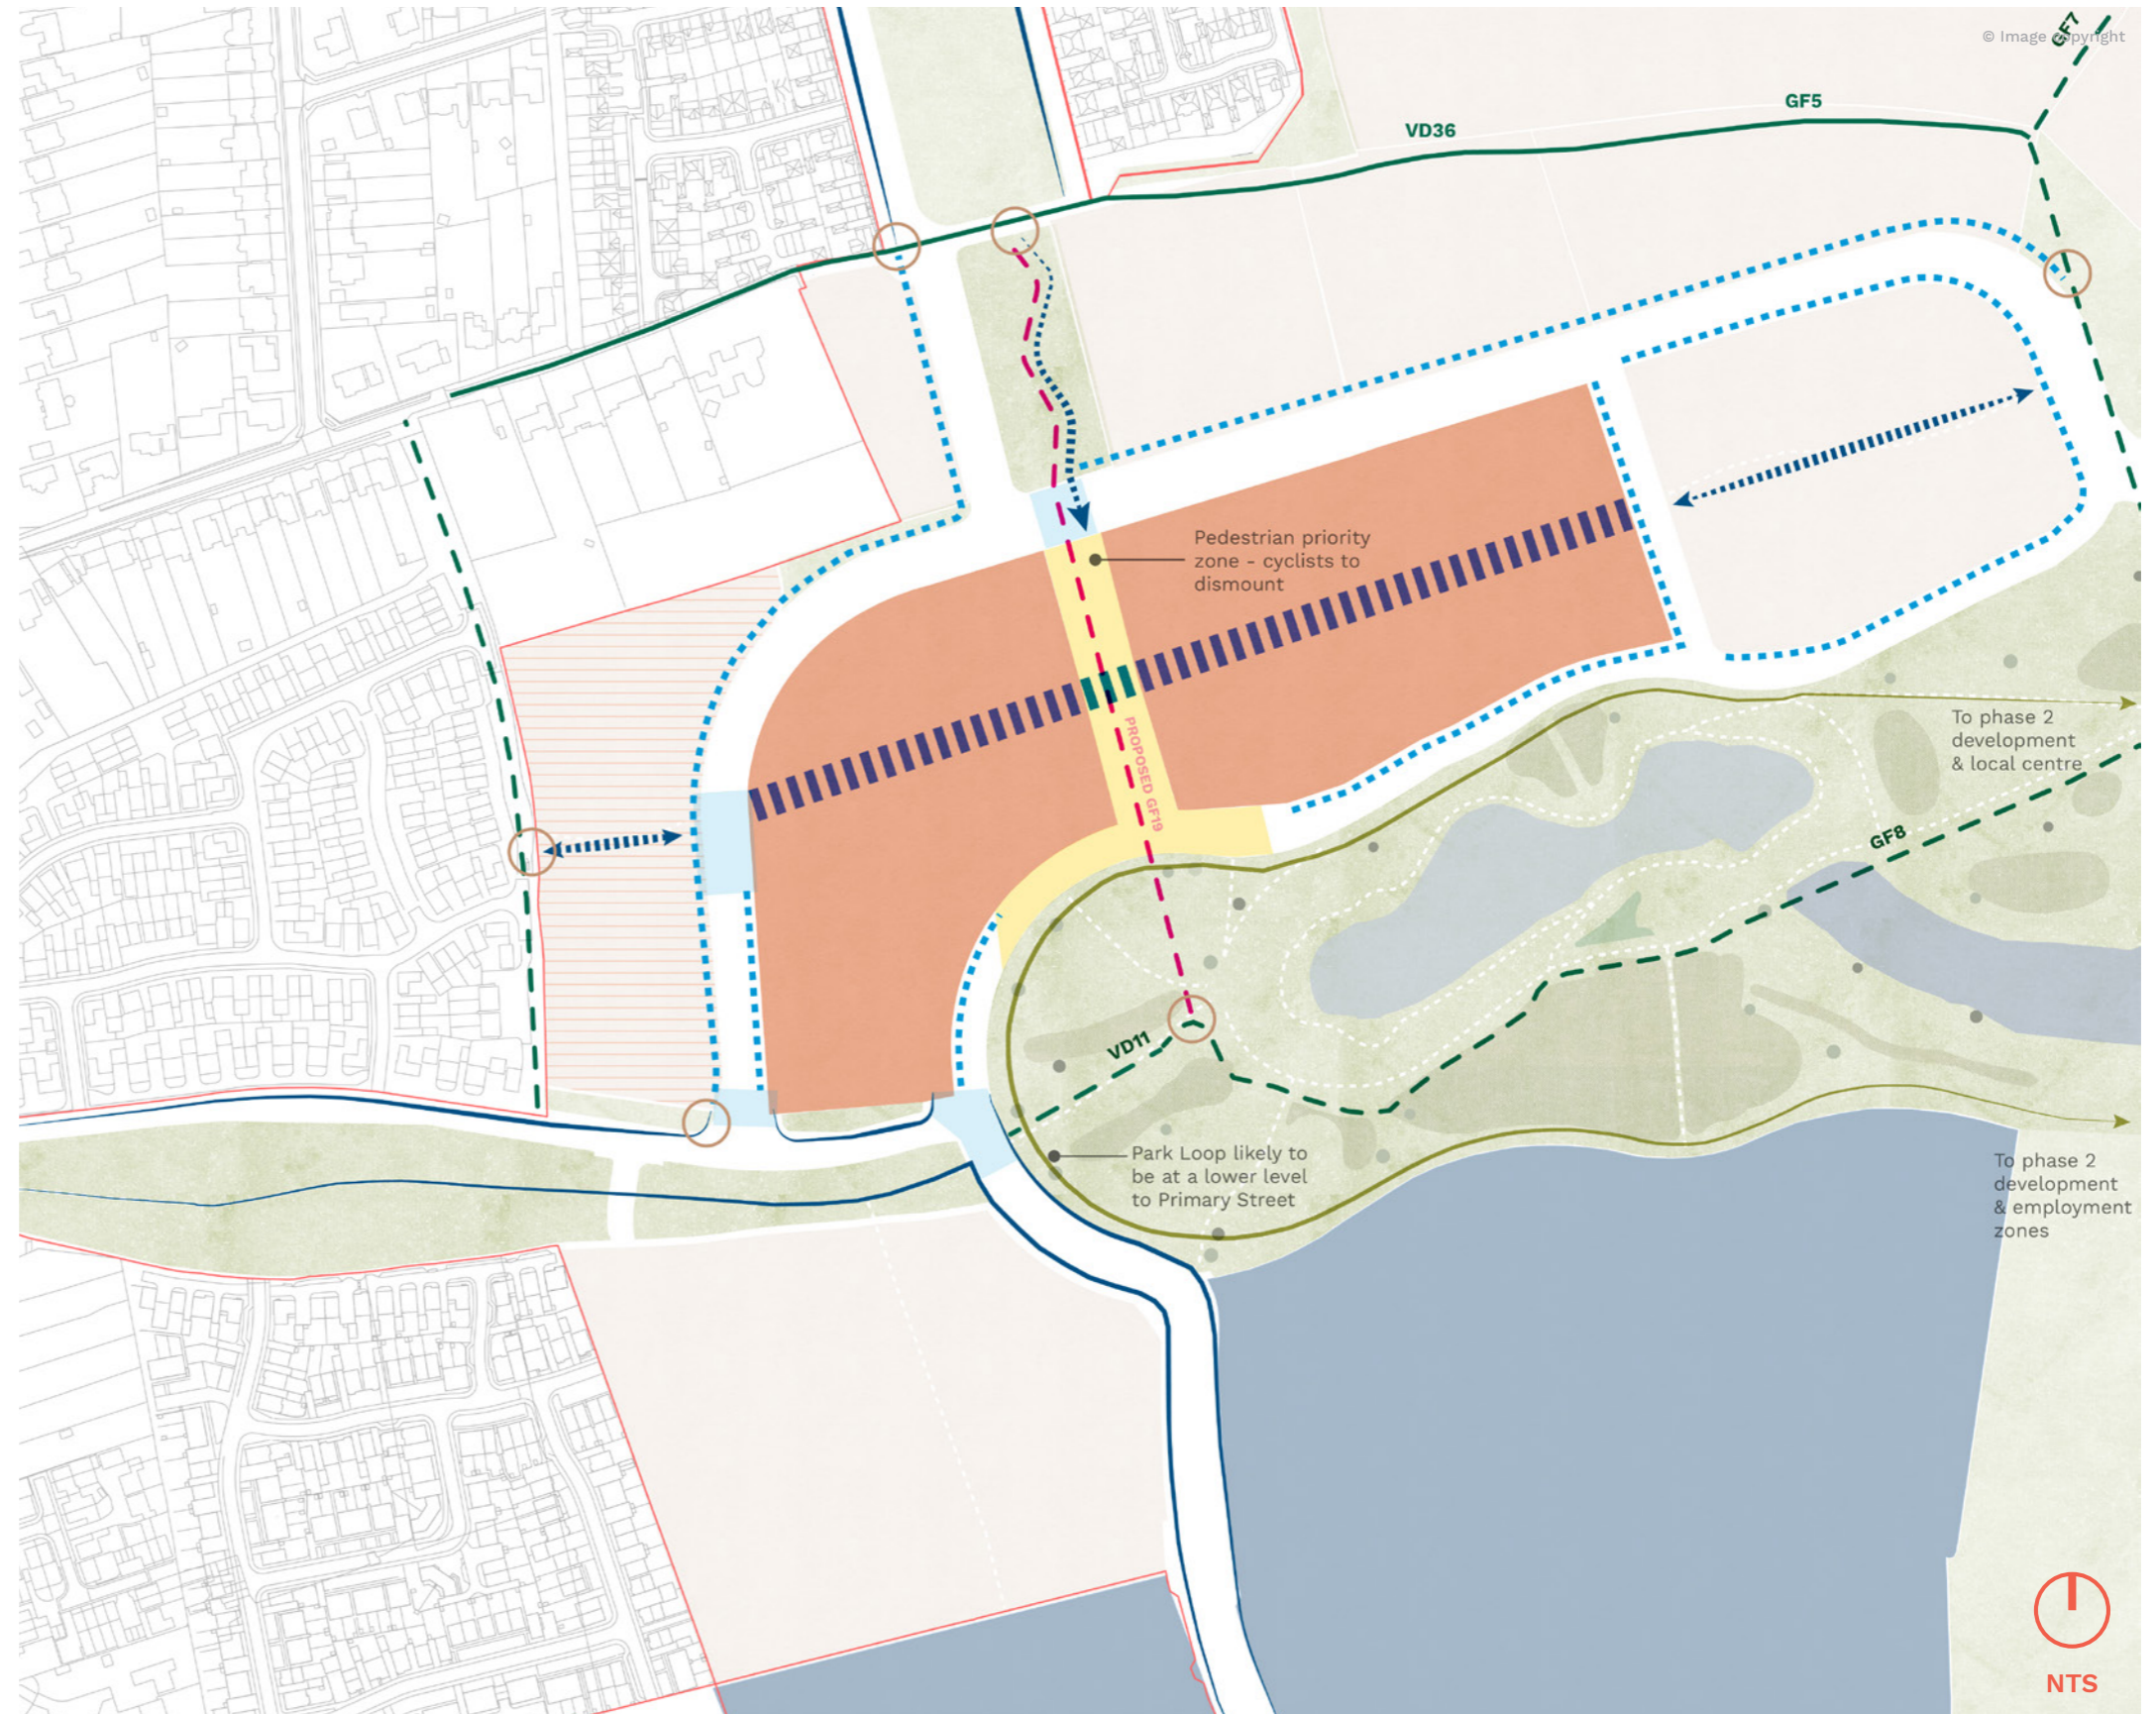 GF7
© Image copyright
GF5
VD36
Pedestrian priority
zone - cyclists to
dismount
PROPOSED GF19
To phase 2
development
& local centre
GF8
VD11
Park Loop likely to
be at a lower level
to Primary Street
To phase 2
development
& employment
zones
NTS